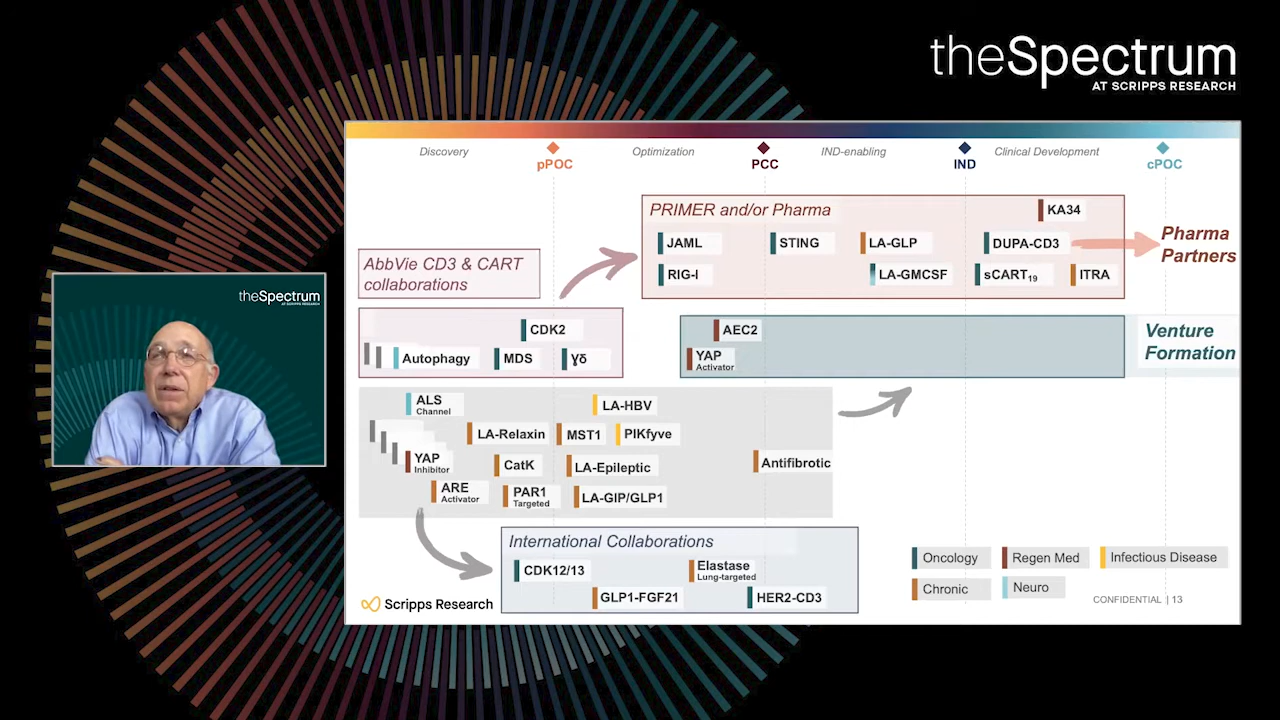 theSpectrum
AT SCRIPPS RESEARCH
theSpectrum
AT SCRIPPS RESEARCH
Discovery
pPOC
Optimization
PCC
IND-enabling
IND
Clinical Development
cPOC
PRIMER and/or Pharma
KA34
JAML
STING
LA-GLP
DUPA-CD3
RIG-I
LA-GMCSF
sCART19
ITRA
Pharma
Partners
AbbVie CD3 & CART
collaborations
CDK2
Autophagy
MDS
γδ
AEC2
YAP
Activator
Venture
Formation
ALS
Channel
LA-HBV
LA-Relaxin
MST1
PIKfyve
YAP
Inhibitor
CatK
LA-Epileptic
Antifibrotic
ARE
Activator
PAR1
Targeted
LA-GIP/GLP1
International Collaborations
CDK12/13
Elastase
Lung-targeted
GLP1-FGF21
HER2-CD3
Oncology
Regen Med
Infectious Disease
Chronic
Neuro
Scripps Research
CONFIDENTIAL | 13